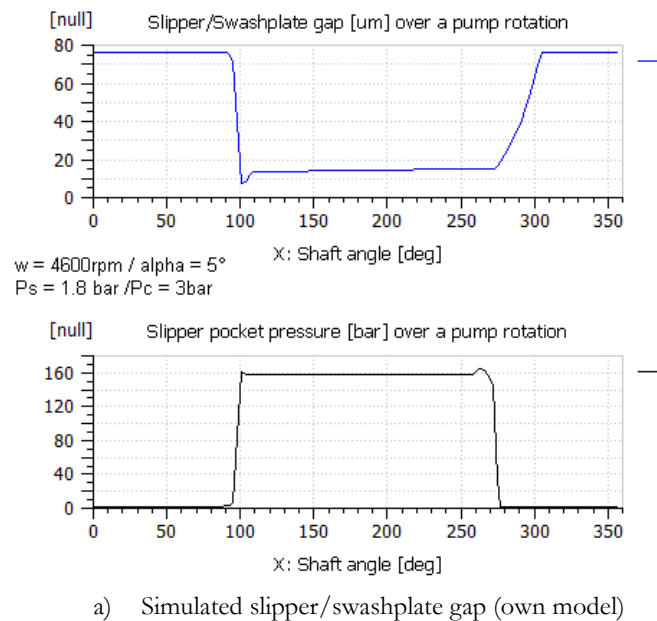 [null] Slipper/Swashplate gap [um] over a pump rotation
80
60
40
20
0
0 50 100 150 200 250 300 350
X: Shaft angle [deg]
w = 4600rpm / alpha = 5°
Ps = 1.8 bar /Pc = 3bar
[null] Slipper pocket pressure [bar] over a pump rotation
160
120
80
40
0
0 50 100 150 200 250 300 350
X: Shaft angle [deg]
a) Simulated slipper/swashplate gap (own model)